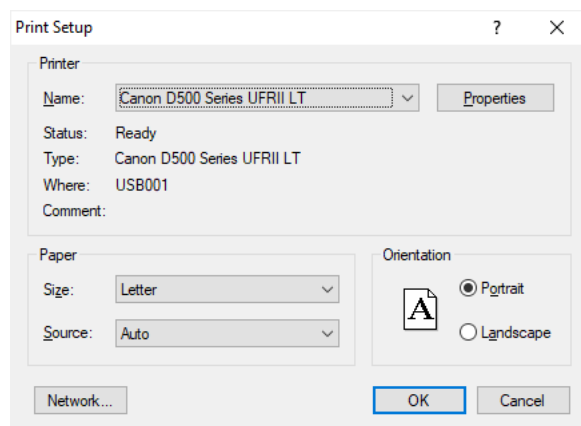 Print Setup
Printer
Name: Canon D500 Series UFRII LT Properties
Status: Ready
Type: Canon D500 Series UFRII LT
Where: USB001
Comment:
Paper
Size: Letter
Source: Auto
Orientation
A
Portrait
Landscape
Network... OK Cancel